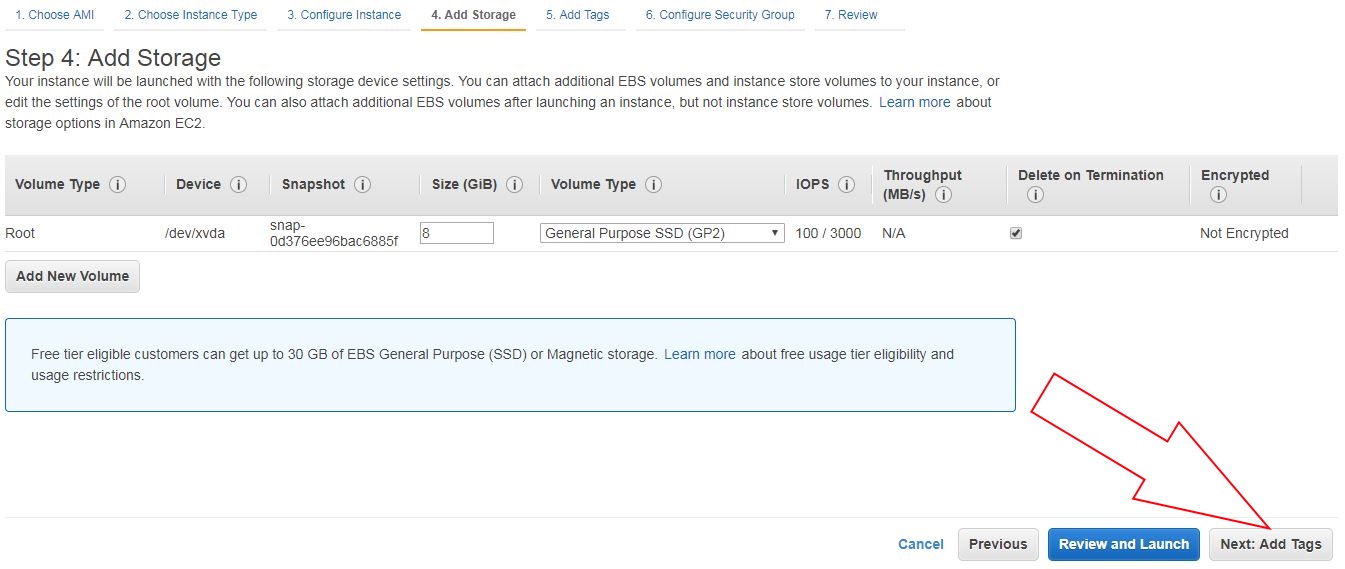 1. Choose AMI 2. Choose Instance Type 3. Configure Instance 4. Add Storage 5. Add Tags 6. Configure Security Group 7. Review
Step 4: Add Storage
Your instance will be launched with the following storage device settings. You can attach additional EBS volumes and instance store volumes to your instance, or
edit the settings of the root volume. You can also attach additional EBS volumes after launching an instance, but not instance store volumes. Learn more about
storage options in Amazon EC2.
Volume Type i Device i Snapshot i Size (GiB) i Volume Type i IOPS i Throughput (MB/s) i Delete on Termination i Encrypted i
Root /dev/xvda snap-0d376ee96bac6885f 8 General Purpose SSD (GP2) 100 / 3000 N/A Not Encrypted
Add New Volume
Free tier eligible customers can get up to 30 GB of EBS General Purpose (SSD) or Magnetic storage. Learn more about free usage tier eligibility and
usage restrictions.
Cancel Previous Review and Launch Next: Add Tags